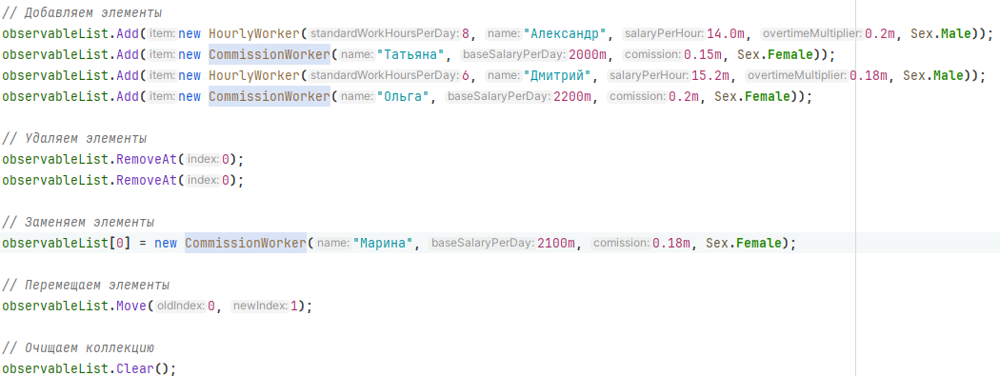 // Добавляем элементы
observableList.Add(item: new HourlyWorker(standardWorkHoursPerDay: 8, name: "Александр", salaryPerHour: 14.0m, overtimeMultiplier: 0.2m, Sex.Male));
observableList.Add(item: new CommissionWorker(name: "Татьяна", baseSalaryPerDay: 2000m, comission: 0.15m, Sex.Female));
observableList.Add(item: new HourlyWorker(standardWorkHoursPerDay: 6, name: "Дмитрий", salaryPerHour: 15.2m, overtimeMultiplier: 0.18m, Sex.Male));
observableList.Add(item: new CommissionWorker(name: "Ольга", baseSalaryPerDay: 2200m, comission: 0.2m, Sex.Female));
// Удаляем элементы
observableList.RemoveAt(index: 0);
observableList.RemoveAt(index: 0);
// Заменяем элементы
observableList[0] = new CommissionWorker(name: "Марина", baseSalaryPerDay: 2100m, comission: 0.18m, Sex.Female);
// Перемещаем элементы
observableList.Move(oldIndex: 0, newIndex: 1);
// Очищаем коллекцию
observableList.Clear();